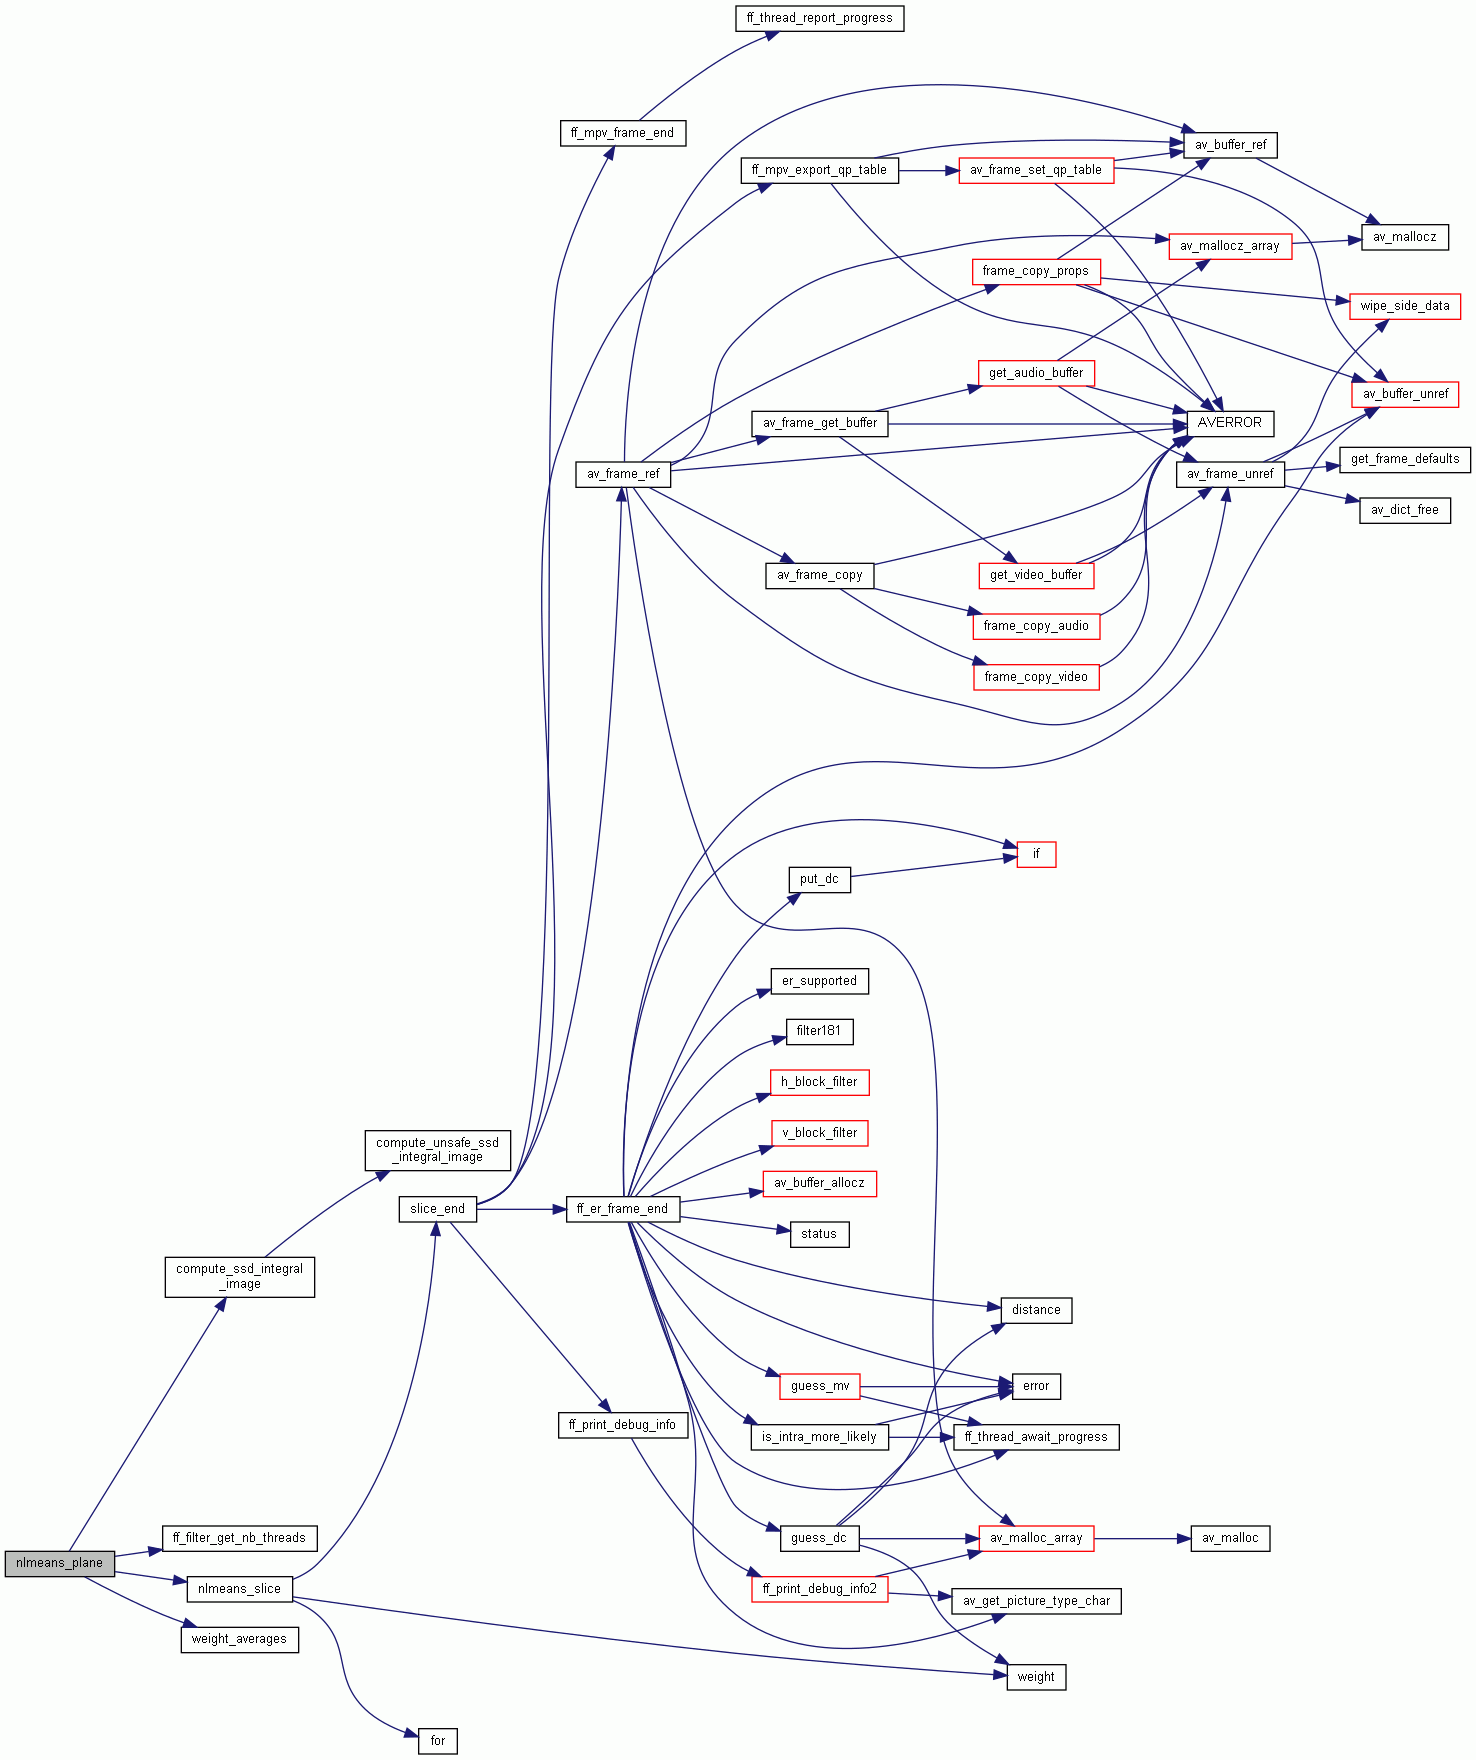 ff_thread_report_progress
ff_mpv_frame_end
av_buffer_ref
ff_mpv_export_qp_table
av_frame_set_qp_table
av_mallocz
av_mallocz_array
frame_copy_props
wipe_side_data
get_audio_buffer
av_buffer_unref
av_frame_get_buffer
AVERROR
get_frame_defaults
av_frame_ref
av_frame_unref
av_dict_free
av_frame_copy
get_video_buffer
frame_copy_audio
frame_copy_video
if
put_dc
er_supported
filter181
h_block_filter
v_block_filter
compute_unsafe_ssd
_integral_image
av_buffer_allocz
slice_end
ff_er_frame_end
status
compute_ssd_integral
_image
distance
guess_mv
error
ff_print_debug_info
is_intra_more_likely
ff_thread_await_progress
ff_filter_get_nb_threads
guess_dc
av_malloc_array
av_malloc
nlmeans_plane
nlmeans_slice
ff_print_debug_info2
av_get_picture_type_char
weight_averages
weight
for